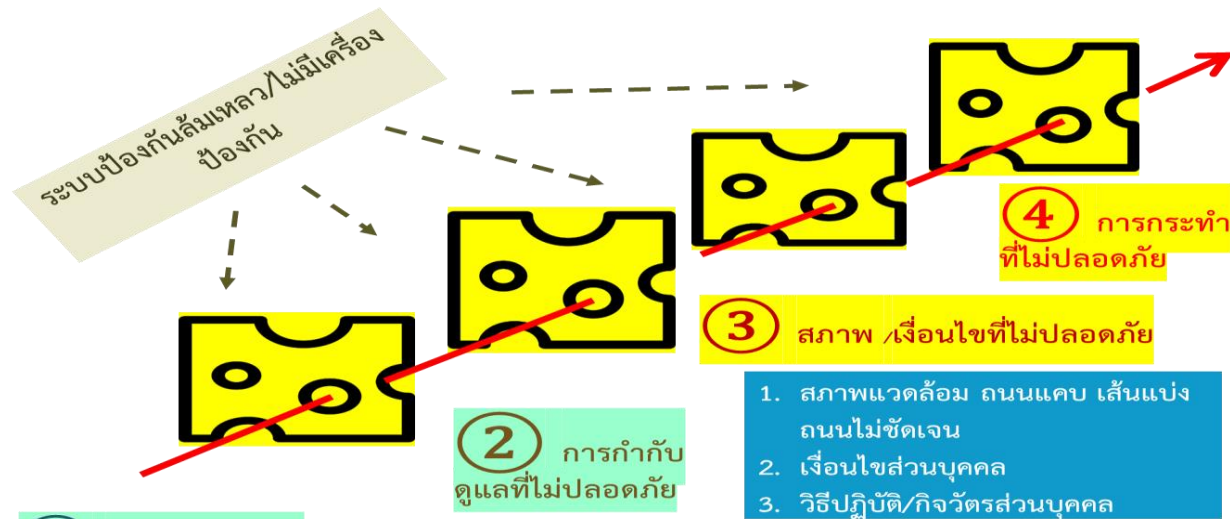 ระบบป้องกันล้มเหลว/ไม่มีเครื่อง
ป้องกัน
4 การกระทำ
ที่ไม่ปลอดภัย
3 สภาพ /เงื่อนไขที่ไม่ปลอดภัย
1. สภาพแวดล้อม ถนนแคบ เส้นแบ่ง
ถนนไม่ชัดเจน
2. เงื่อนไขส่วนบุคคล
3. วิธีปฏิบัติ/กิจวัตรส่วนบุคคล
2 การกำกับ
ดูแลที่ไม่ปลอดภัย